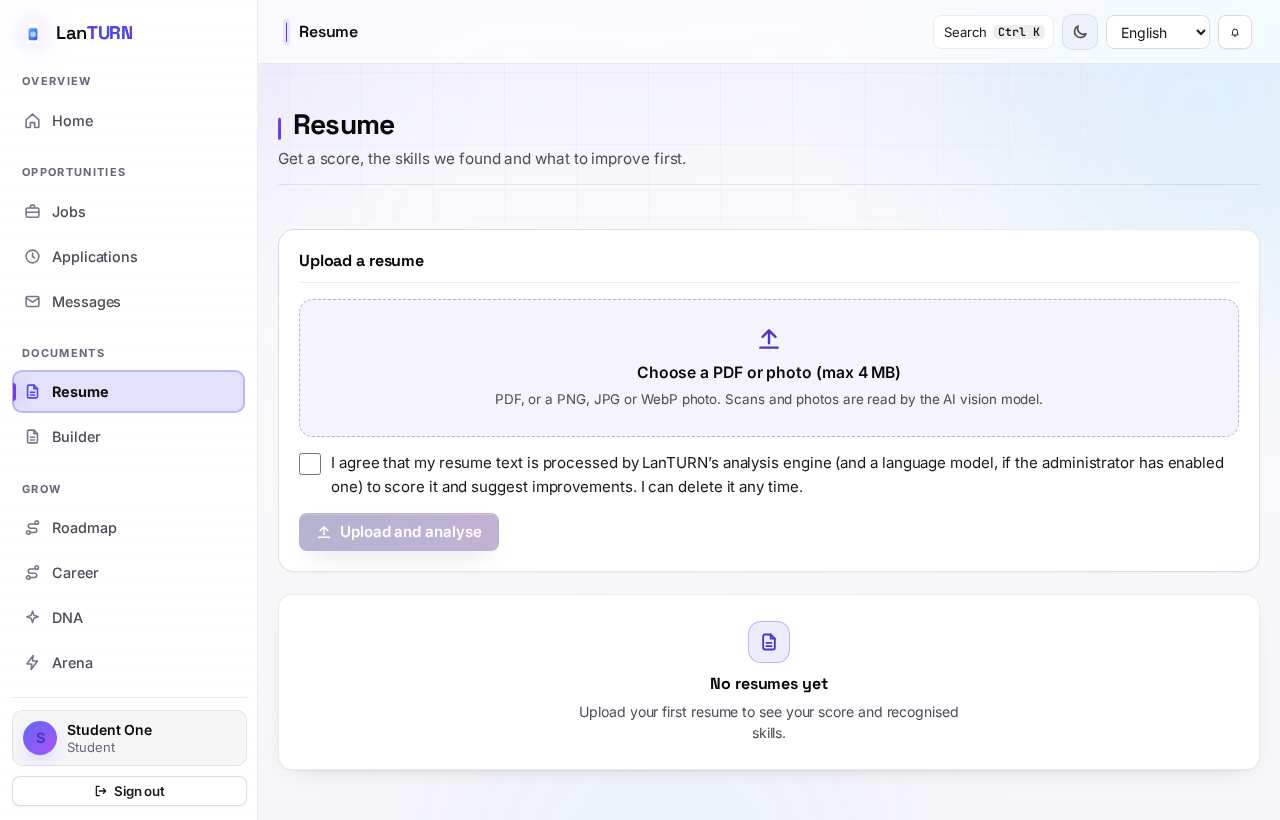 LanTURN
OVERVIEW
Home
OPPORTUNITIES
Jobs
Applications
Messages
DOCUMENTS
Resume
Builder
GROW
Roadmap
Career
DNA
Arena
S
Student One
Student
Sign out
Resume
Search Ctrl K
English
Resume
Get a score, the skills we found and what to improve first.
Upload a resume
Choose a PDF or photo (max 4 MB)
PDF, or a PNG, JPG or WebP photo. Scans and photos are read by the AI vision model.
I agree that my resume text is processed by LanTURN’s analysis engine (and a language model, if the administrator has enabled
one) to score it and suggest improvements. I can delete it any time.
Upload and analyse
No resumes yet
Upload your first resume to see your score and recognised
skills.